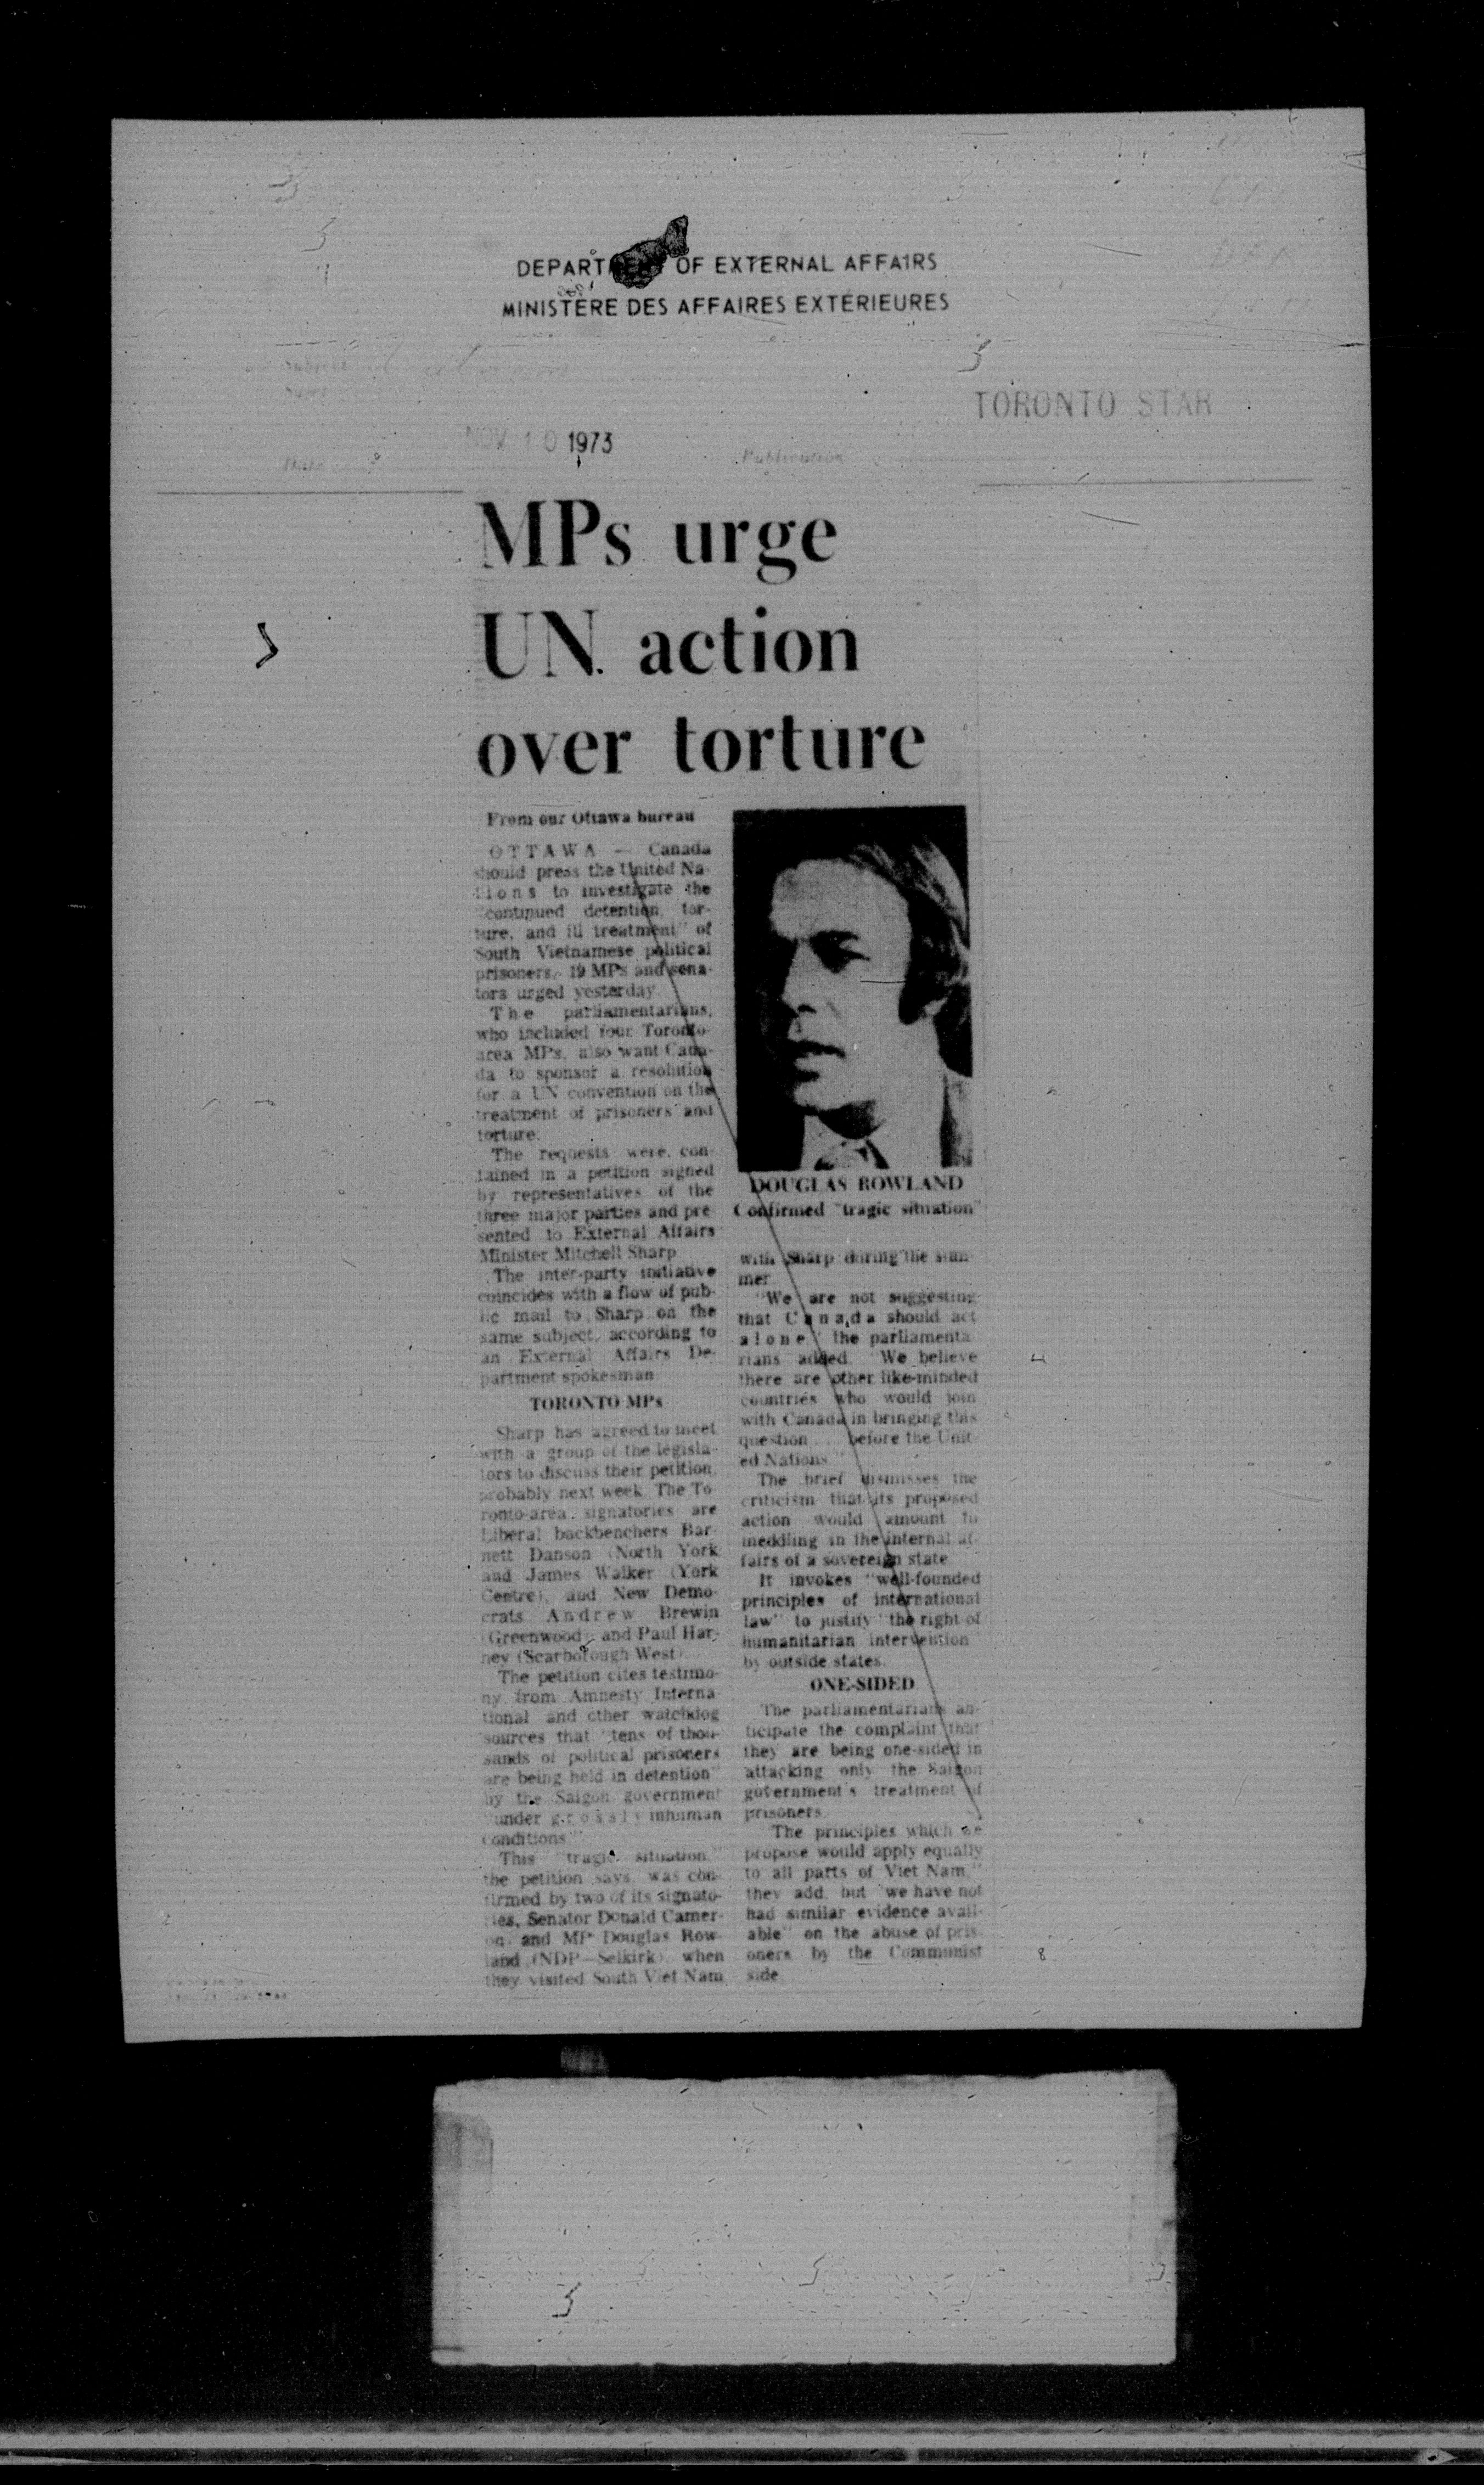 DEPARTMENT OF EXTERNAL AFFAIRS
MINISTERE DES AFFAIRES EXTERIEURES
Subject
TORONTO STAR
NOV 10 1973
Date
Publication
MPs urge
UN action
over torture
From our Ottawa bureau
OTTAWA — Canada
should press the United Na-
tions to investigate the
"continued detention, tor-
ture, and ill treatment" of
South Vietnamese political
prisoners, 19 MPs and sena-
tors urged yesterday.
The parliamentarians,
who included four Toronto-
area MPs, also want Cana-
da to sponsor a resolution
for a UN convention on the
treatment of prisoners and
torture.
The requests were con-
tained in a petition signed
by representatives of the
three major parties and pre-
sented to External Affairs
Minister Mitchell Sharp.
The inter-party initiative
coincides with a flow of pub-
lic mail to Sharp on the
same subject, according to
an External Affairs De-
partment spokesman.
TORONTO MPs
Sharp has agreed to meet
with a group of the legisla-
tors to discuss their petition,
probably next week. The To-
ronto-area signatories are
Liberal backbenchers Bar-
nett Danson (North York)
and James Walker (York
Centre), and New Demo-
crats Andrew Brewin
(Greenwood) and Paul Har-
ney (Scarborough West).
The petition cites testimo-
ny from Amnesty Interna-
tional and other watchdog
sources that "tens of thou-
sands of political prisoners
are being held in detention"
by the Saigon government
"under grossly inhuman
conditions."
This "tragic situation,"
the petition says, was con-
firmed by two of its signato-
ries, Senator Donald Camer-
on and MP Douglas Row-
land (NDP—Selkirk), when
they visited South Viet Nam
DOUGLAS ROWLAND
Confirmed "tragic situation"
with Sharp during the sum-
mer.
"We are not suggesting
that Canada should act
alone," the parliamenta-
rians added. "We believe
there are other like-minded
countries who would join
with Canada in bringing this
question . . . before the Unit-
ed Nations."
The brief dismisses the
criticism that its proposed
action would amount to
meddling in the internal af-
fairs of a sovereign state.
It invokes "well-founded
principles of international
law" to justify "the right of
humanitarian intervention"
by outside states.
ONE-SIDED
The parliamentarians an-
ticipate the complaint that
they are being one-sided in
attacking only the Saigon
government's treatment of
prisoners.
"The principles which we
propose would apply equally
to all parts of Viet Nam,"
they add, but "we have not
had similar evidence avail-
able" on the abuse of pris-
oners by the Communist
side.